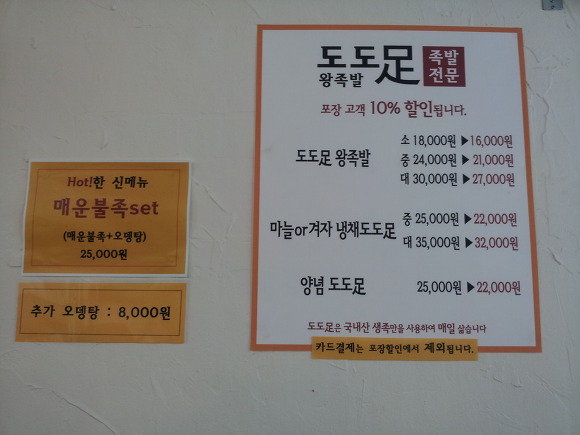 도도足 족발
왕족발 전문
포장 고객 10% 할인됩니다.
소 18,000원 ▶16,000원
도도足 왕족발 중 24,000원 ▶21,000원
대 30,000원 ▶27,000원
마늘or겨자 냉채도도足 중 25,000원 ▶22,000원
대 35,000원 ▶32,000원
양념 도도足 25,000원 ▶22,000원
도도足은 국내산 생족만을 사용하여 매일 삶습니다
카드결제는 포장할인에서 제외됩니다.
Hot!한 신메뉴
매운불족set
(매운불족+오뎅탕)
25,000원
추가 오뎅탕 : 8,000원